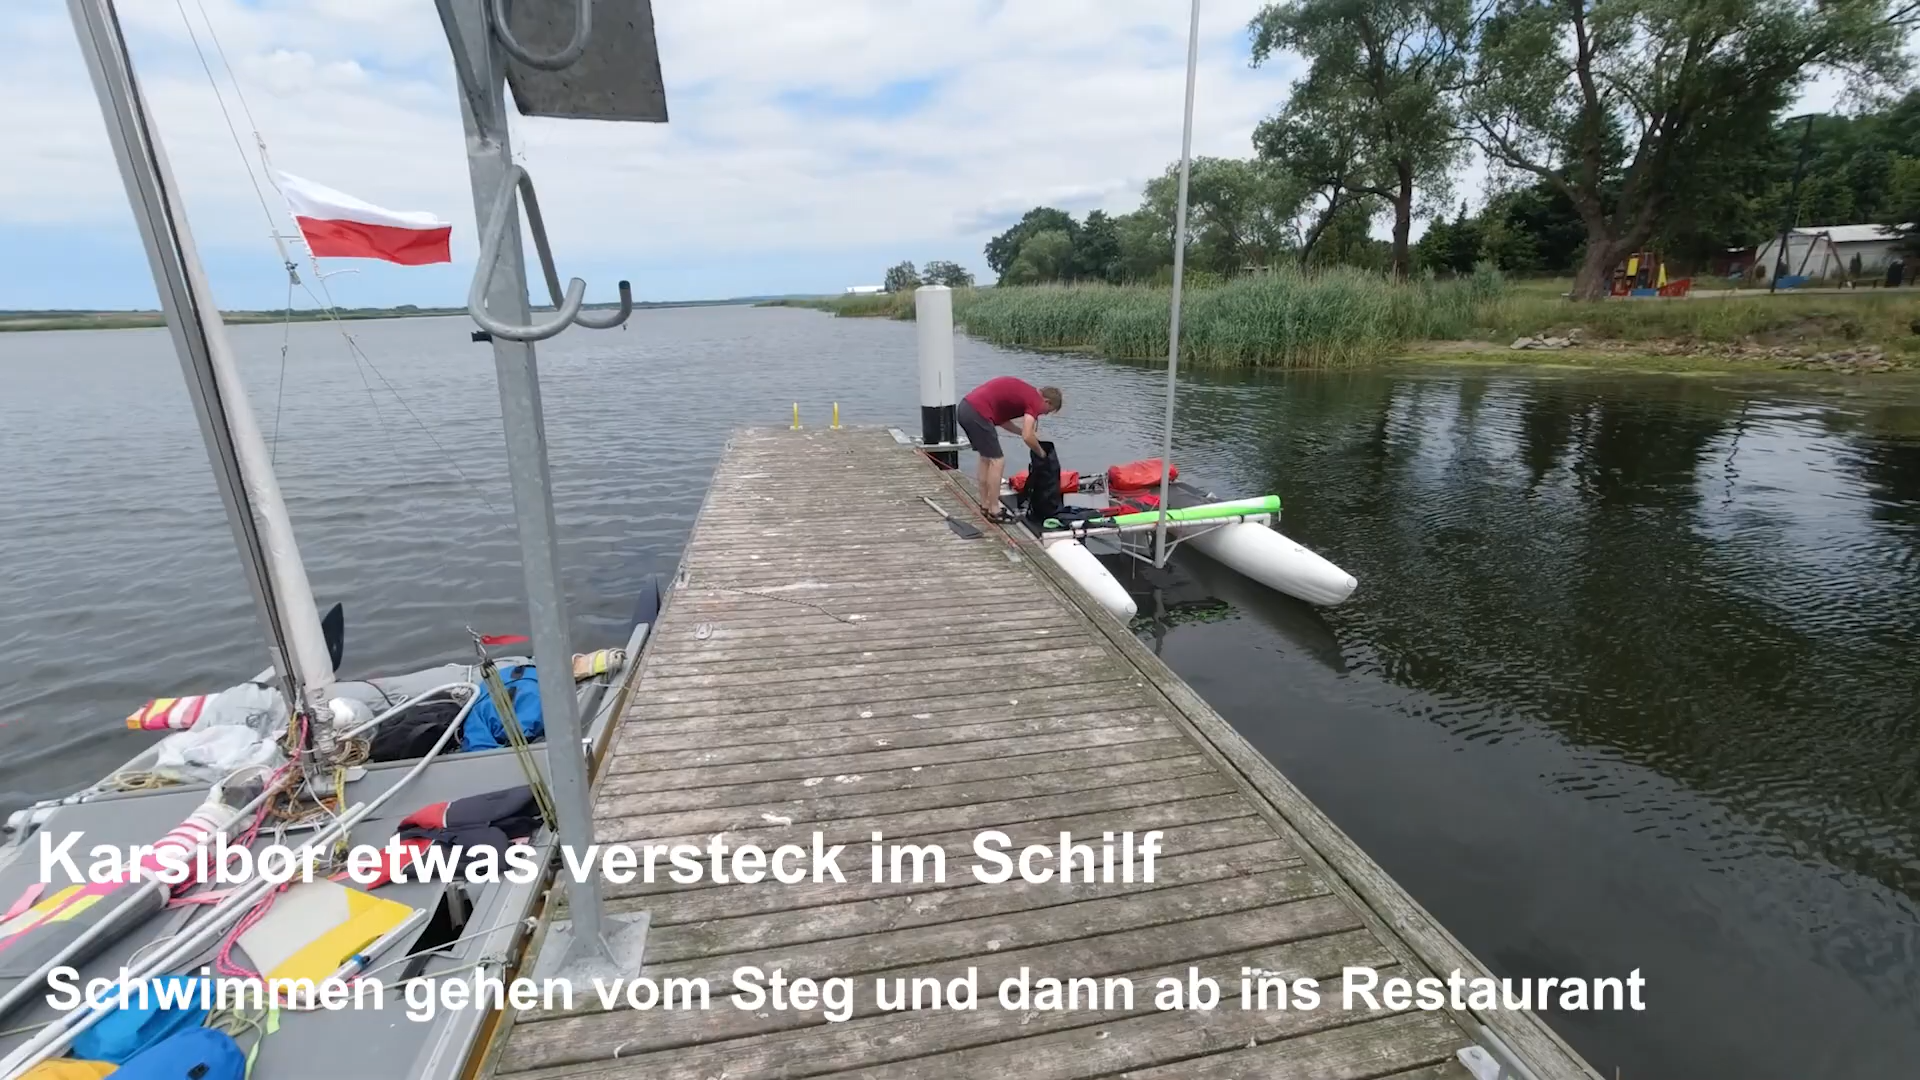 Karsibor etwas versteck im Schilf
Schwimmen gehen vom Steg und dann ab ins Restaurant